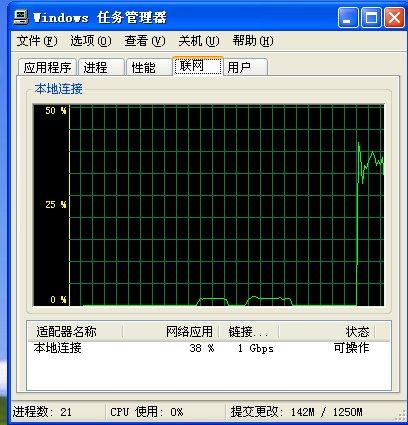 Windows 任务管理器
文件(F) 选项(O) 查看(V) 关机(U) 帮助(H)
应用程序 进程 性能 联网 用户
本地连接
50 %
25 %
0 %
适配器名称 网络应用 链接... 状态
本地连接 38 % 1 Gbps 可操作
进程数: 21 CPU 使用: 0% 提交更改: 142M / 1250M